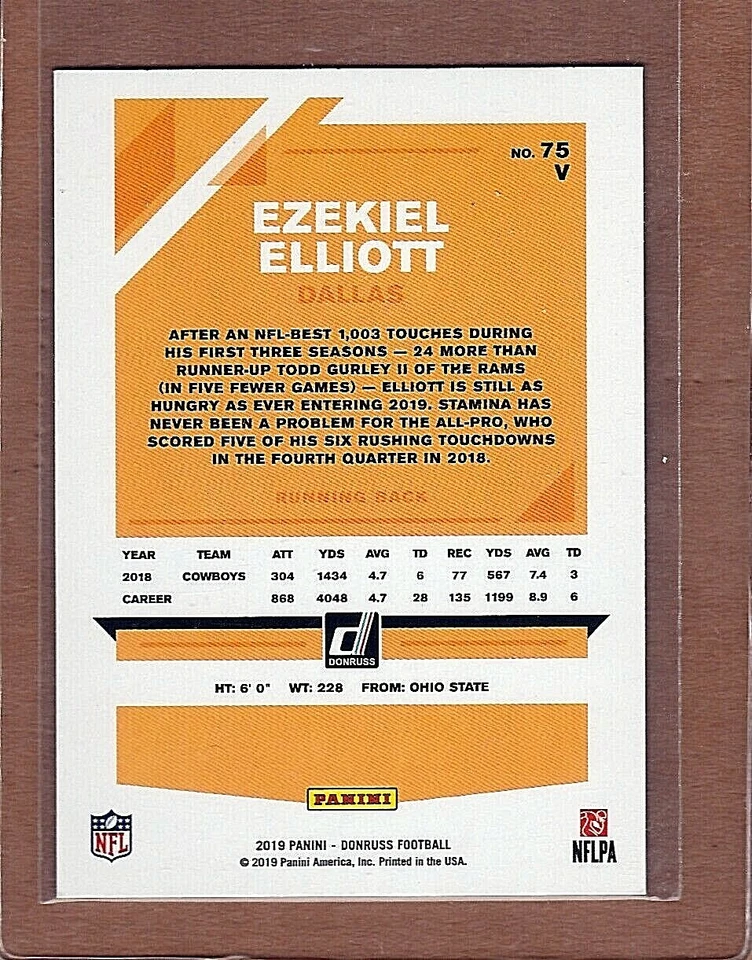 NO. 75
V
EZEKIEL
ELLIOTT
DALLAS
AFTER AN NFL-BEST 1,003 TOUCHES DURING
HIS FIRST THREE SEASONS — 24 MORE THAN
RUNNER-UP TODD GURLEY II OF THE RAMS
(IN FIVE FEWER GAMES) — ELLIOTT IS STILL AS
HUNGRY AS EVER ENTERING 2019. STAMINA HAS
NEVER BEEN A PROBLEM FOR THE ALL-PRO, WHO
SCORED FIVE OF HIS SIX RUSHING TOUCHDOWNS
IN THE FOURTH QUARTER IN 2018.
RUNNING BACK
YEAR TEAM ATT YDS AVG TD REC YDS AVG TD
2018 COWBOYS 304 1434 4.7 6 77 567 7.4 3
CAREER 868 4048 4.7 28 135 1199 8.9 6
d
DONRUSS
HT: 6' 0" WT: 228 FROM: OHIO STATE
PANINI
NFL
2019 PANINI - DONRUSS FOOTBALL
© 2019 Panini America, Inc. Printed in the USA.
NFLPA